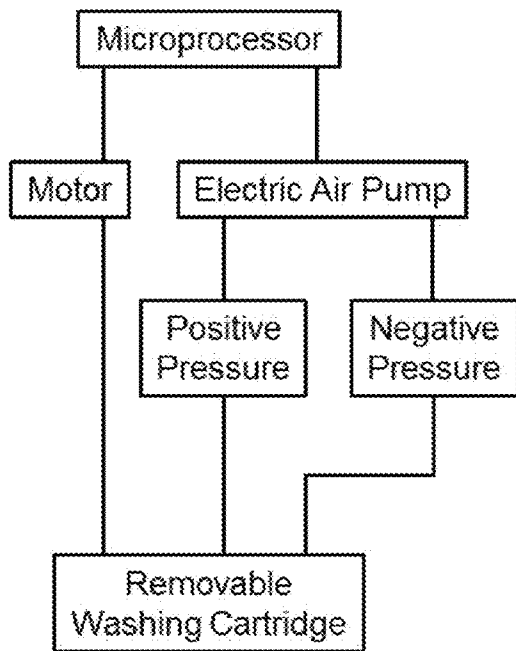 Microprocessor
Motor
Electric Air Pump
Positive
Pressure
Negative
Pressure
Removable
Washing Cartridge